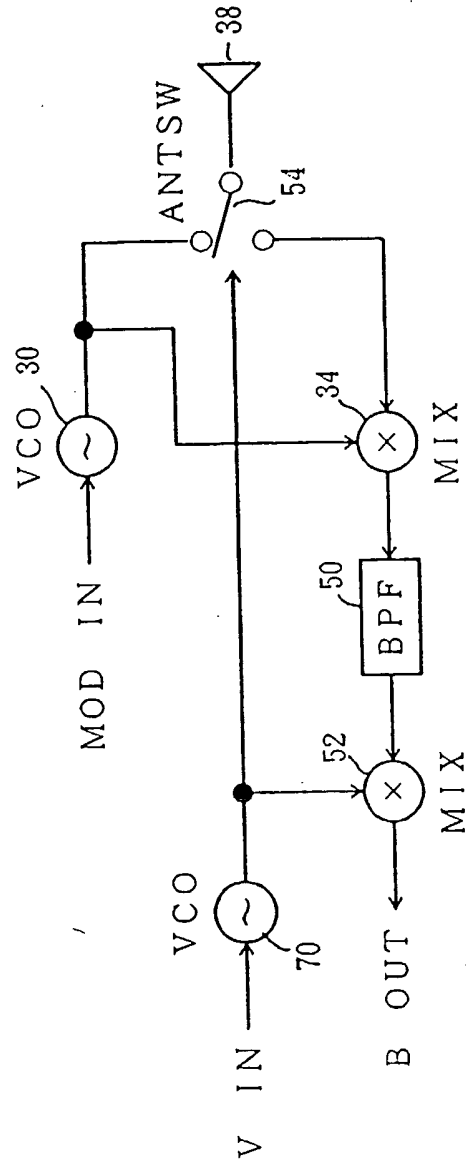 MOD IN
VCO
30
ANTSW
54
38
V IN
VCO
70
34
MIX
50
BPF
52
MIX
B OUT